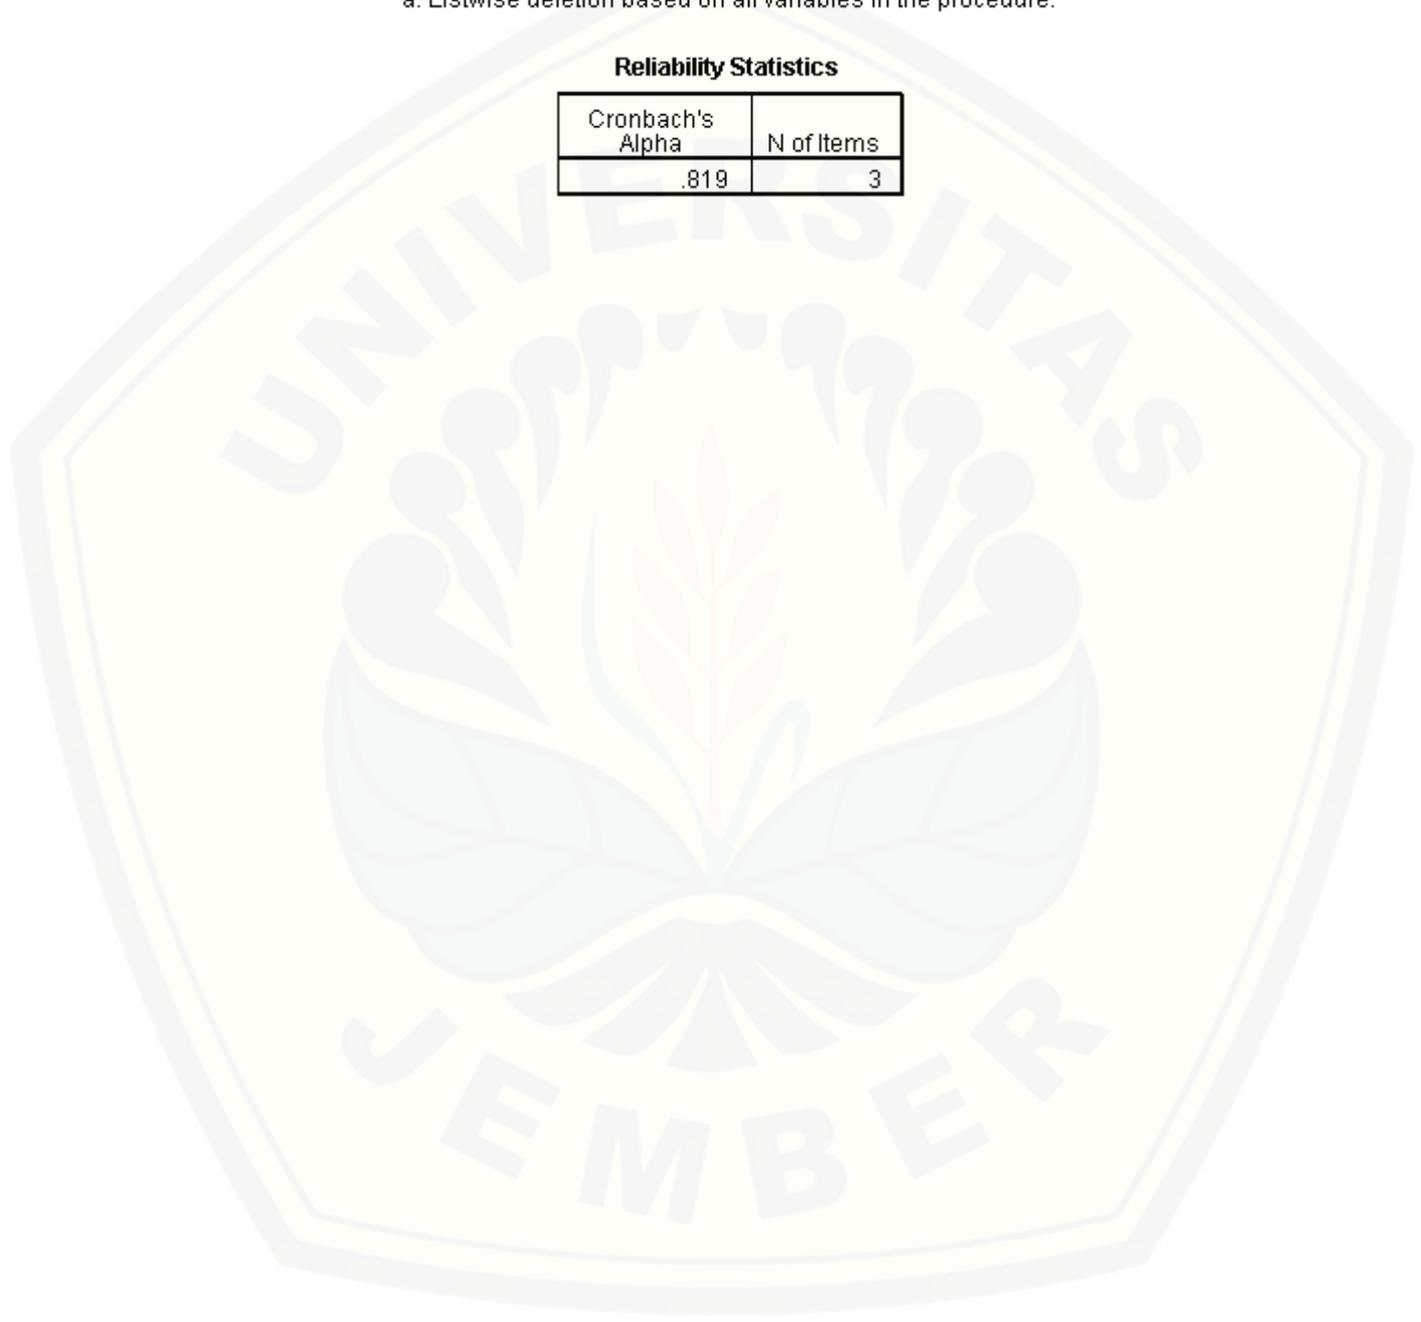 a. Listwise deletion based on all variables in the procedure.
Reliability Statistics
Cronbach's
Alpha
N of Items
.819
3
UNIVERSITAS
JEMBER